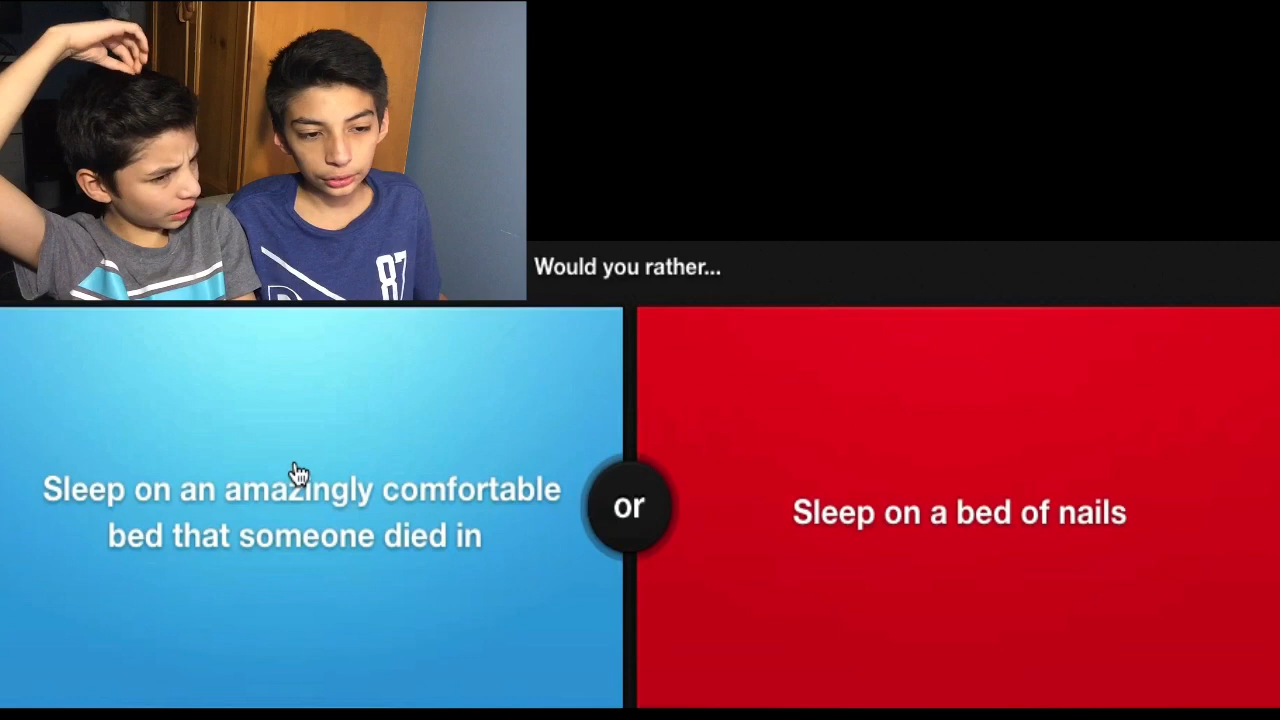 87
Would you rather...
Sleep on an amazingly comfortable
bed that someone died in
or
Sleep on a bed of nails